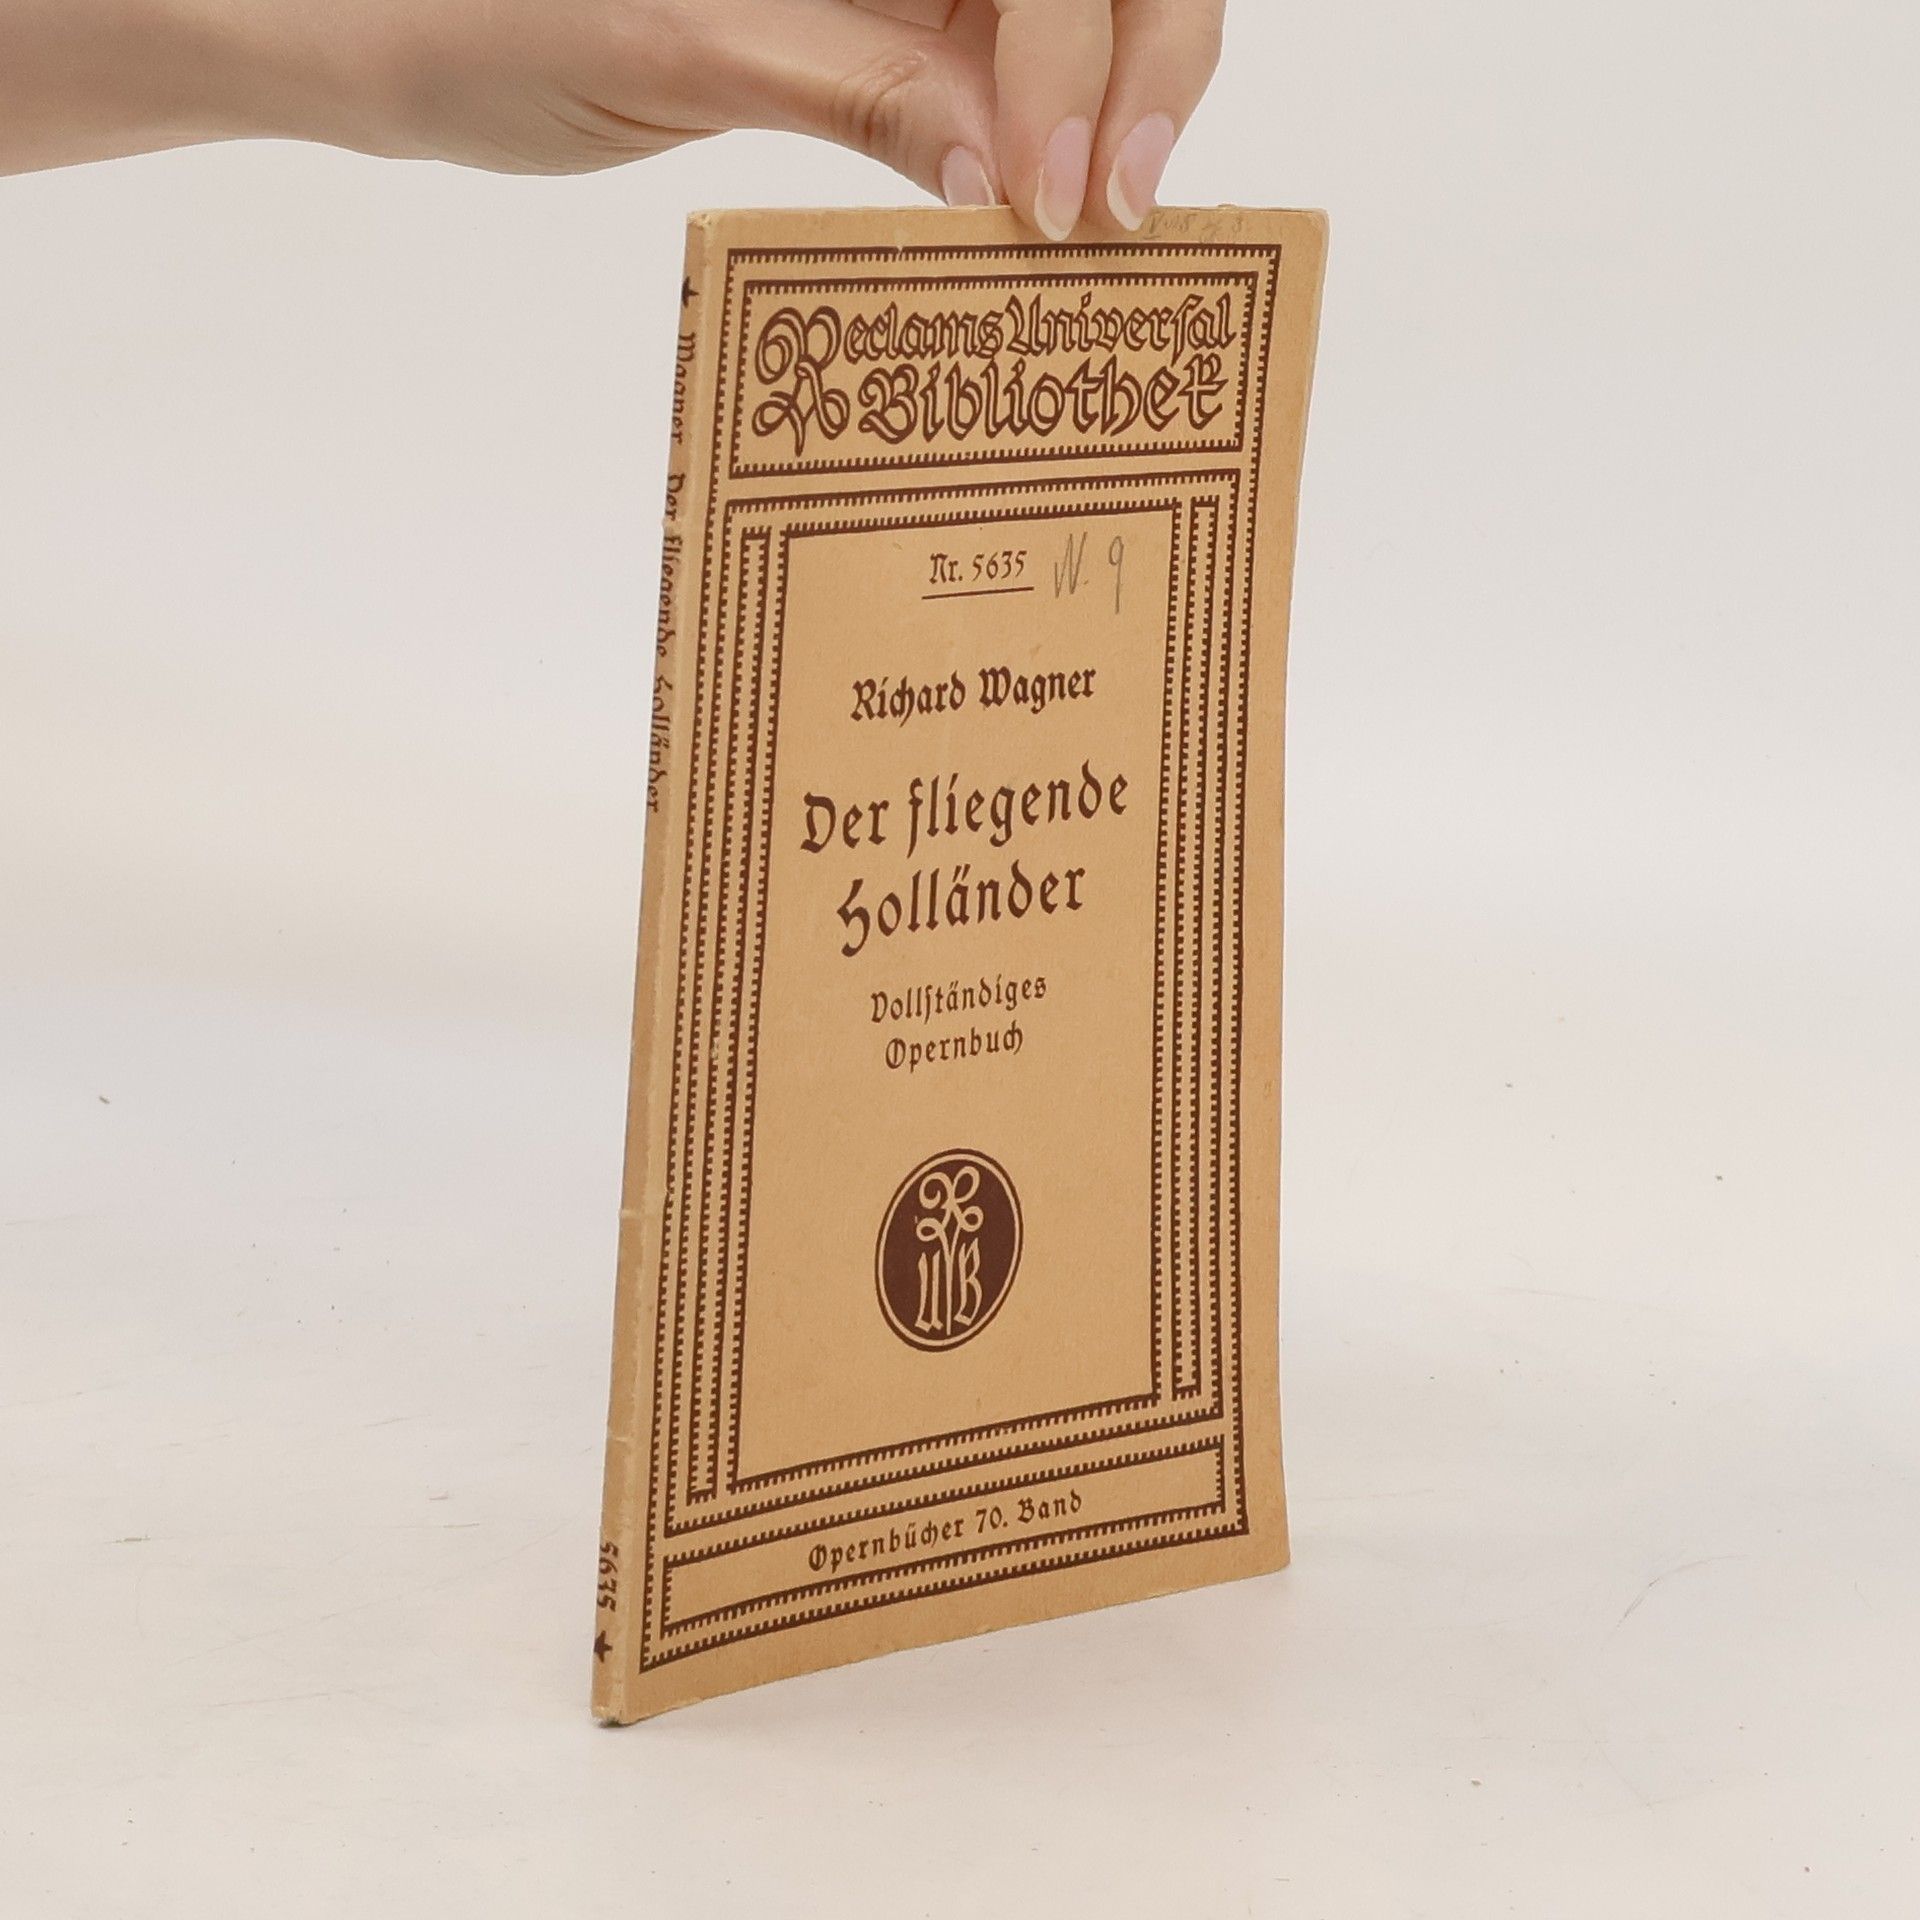 Reclams Universal
Bibliothek
Nr. 5635 N. 9
Richard Wagner
Der fliegende
Holländer
Vollſtändiges
Opernbuch
RUB
Opernbücher 70. Band
Wagner Der fliegende Holländer 5635